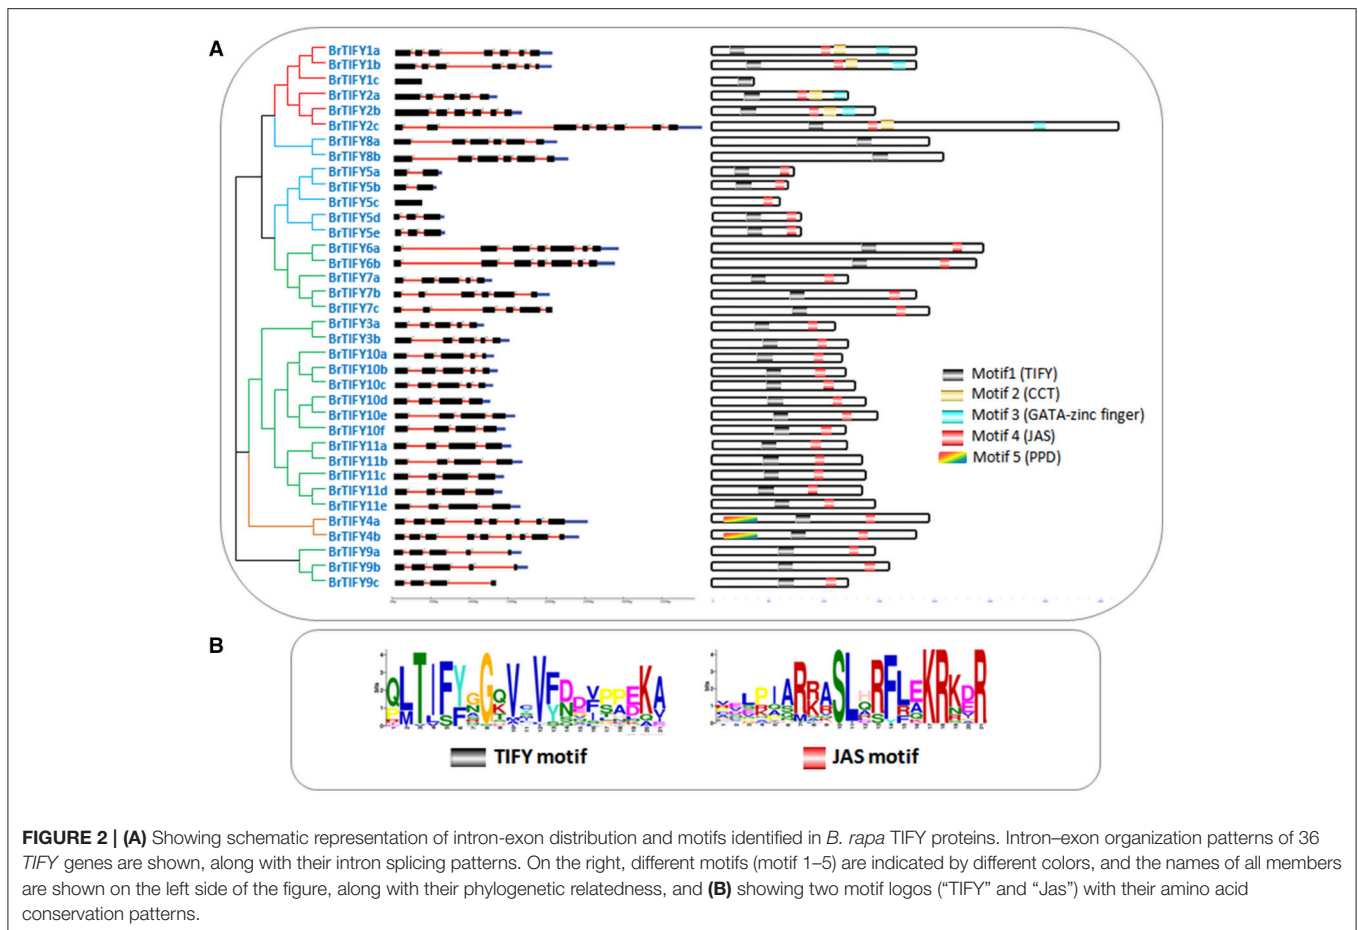 A
BrTIFY1a
BrTIFY1b
BrTIFY1c
BrTIFY2a
BrTIFY2b
BrTIFY2c
BrTIFY8a
BrTIFY8b
BrTIFY5a
BrTIFY5b
BrTIFY5c
BrTIFY5d
BrTIFY5e
BrTIFY6a
BrTIFY6b
BrTIFY7a
BrTIFY7b
BrTIFY7c
BrTIFY3a
BrTIFY3b
BrTIFY10a
BrTIFY10b
BrTIFY10c
BrTIFY10d
BrTIFY10e
BrTIFY10f
BrTIFY11a
BrTIFY11b
BrTIFY11c
BrTIFY11d
BrTIFY11e
BrTIFY4a
BrTIFY4b
BrTIFY9a
BrTIFY9b
BrTIFY9c
Motif1 (TIFY)
Motif 2 (CCT)
Motif 3 (GATA-zinc finger)
Motif 4 (JAS)
Motif 5 (PPD)
B
TIFY motif
JAS motif
FIGURE 2 | (A) Showing schematic representation of intron-exon distribution and motifs identified in B. rapa TIFY proteins. Intron–exon organization patterns of 36
TIFY genes are shown, along with their intron splicing patterns. On the right, different motifs (motif 1–5) are indicated by different colors, and the names of all members
are shown on the left side of the figure, along with their phylogenetic relatedness, and (B) showing two motif logos (“TIFY” and “Jas”) with their amino acid
conservation patterns.